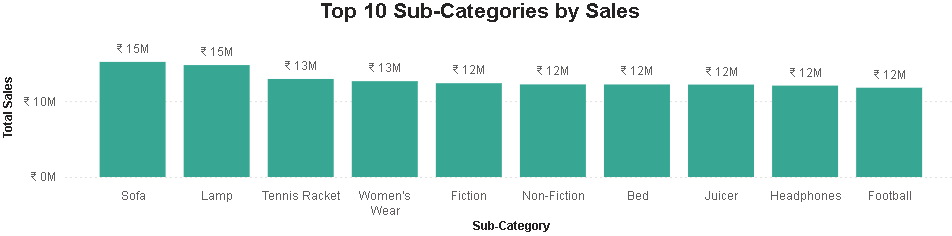 Top 10 Sub-Categories by Sales
₹ 15M
₹ 15M
₹ 13M
₹ 13M
₹ 12M
₹ 12M
₹ 12M
₹ 12M
₹ 12M
₹ 12M
Total Sales
₹ 10M
₹ 0M
Sofa
Lamp
Tennis Racket
Women's
Wear
Fiction
Non-Fiction
Bed
Juicer
Headphones
Football
Sub-Category